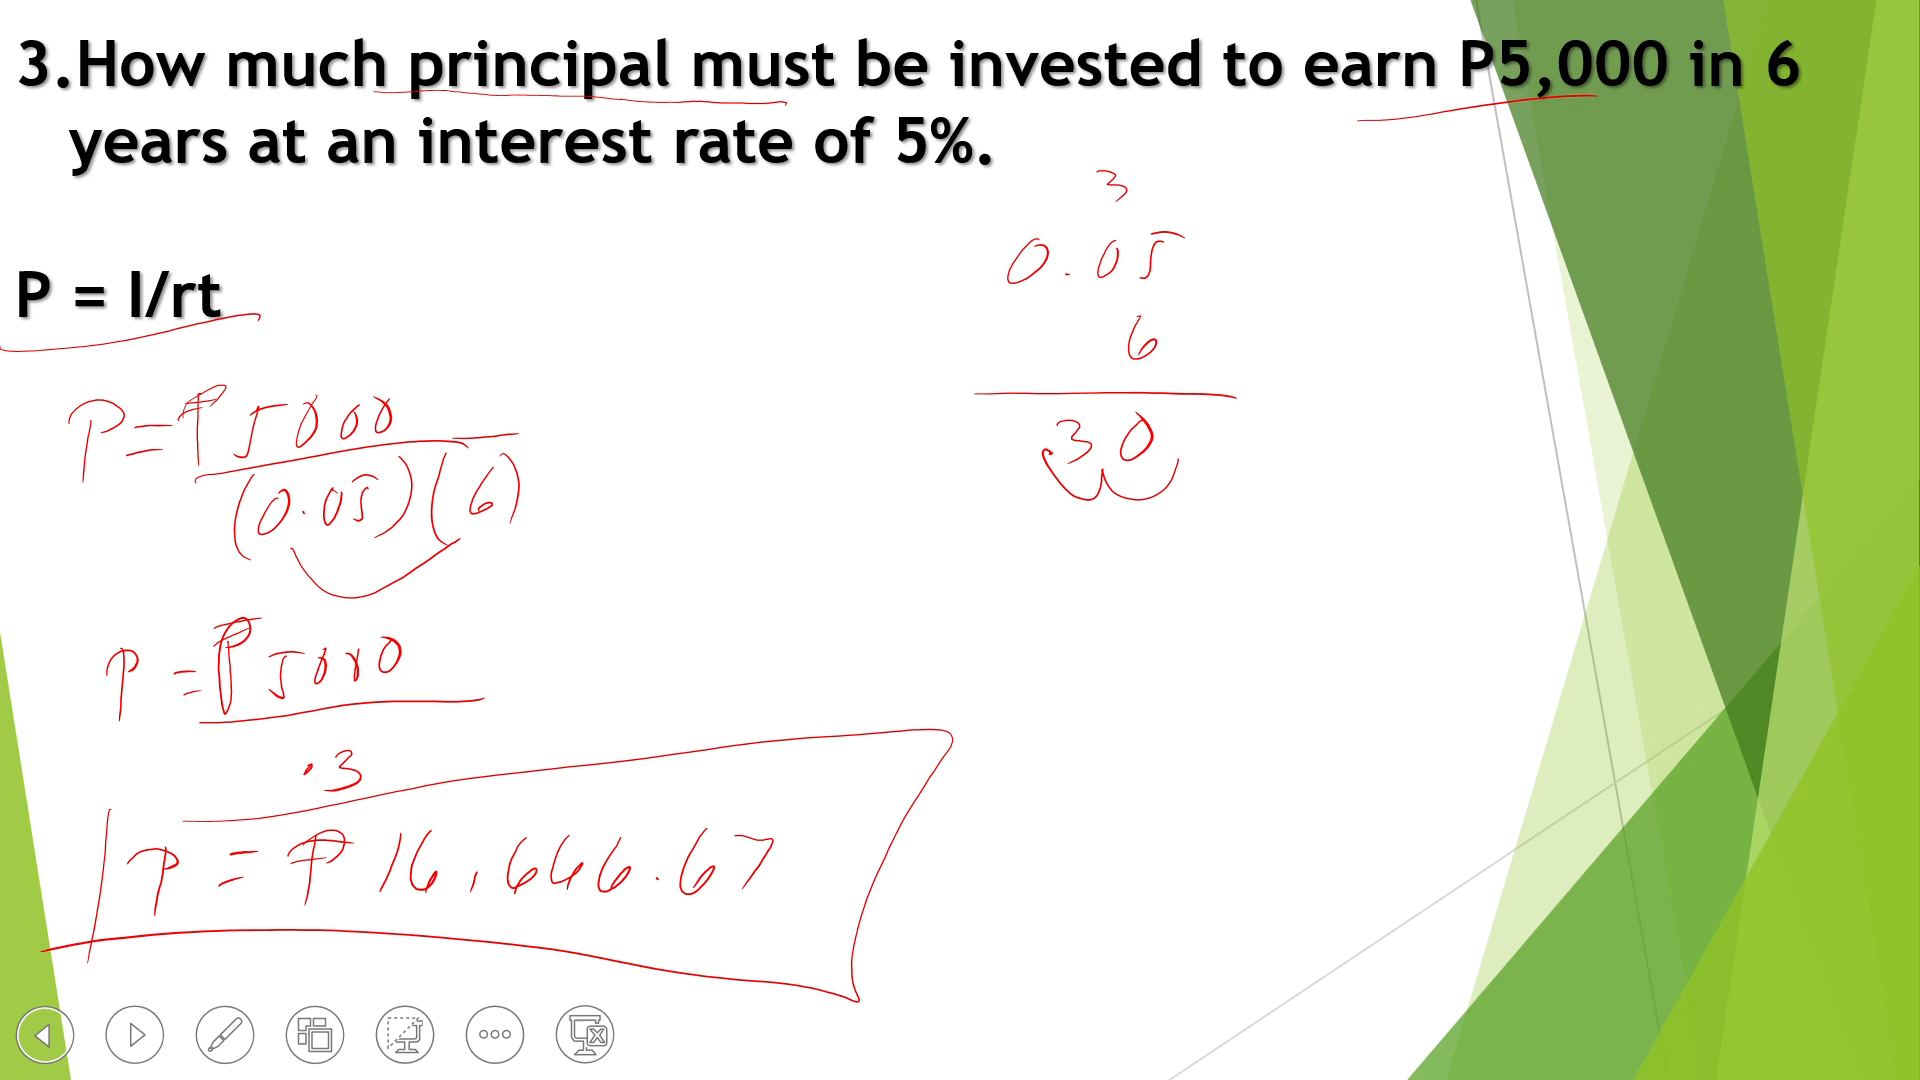 3.How much principal must be invested to earn P5,000 in 6
years at an interest rate of 5%.
3
0.05
6
.30
P = I/rt
P = ₱5000
(0.05)(6)
P = ₱5000
.3
P = ₱16,666.67